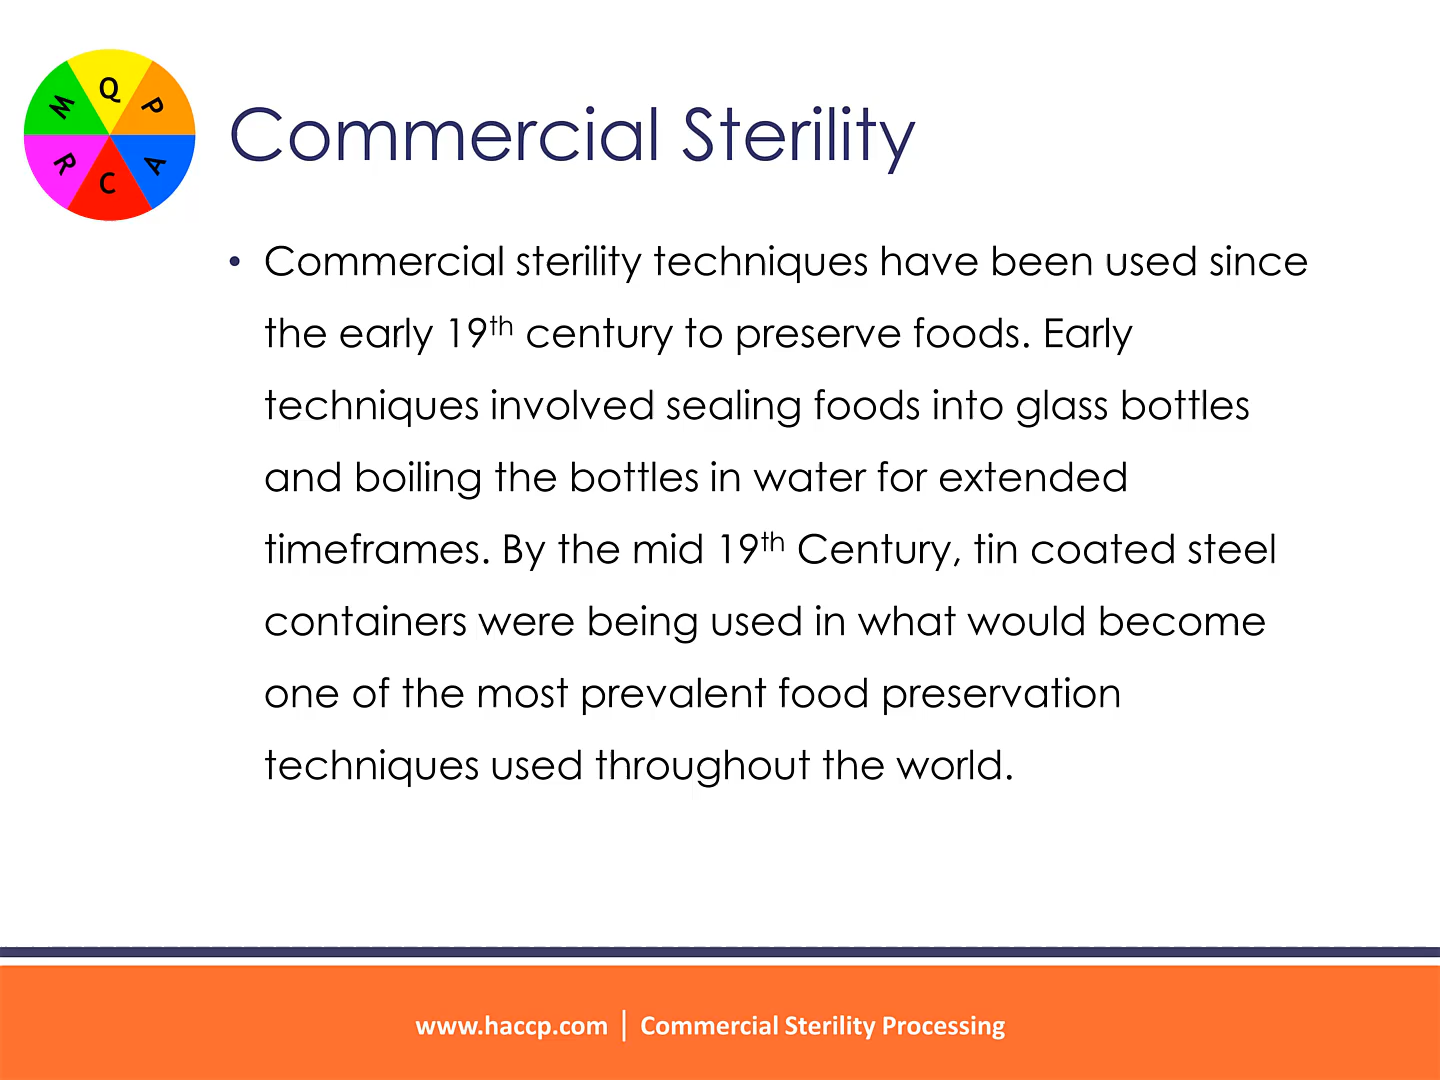 Q
P
A
C
R
M
Commercial Sterility
• Commercial sterility techniques have been used since
the early 19th century to preserve foods. Early
techniques involved sealing foods into glass bottles
and boiling the bottles in water for extended
timeframes. By the mid 19th Century, tin coated steel
containers were being used in what would become
one of the most prevalent food preservation
techniques used throughout the world.
www.haccp.com | Commercial Sterility Processing